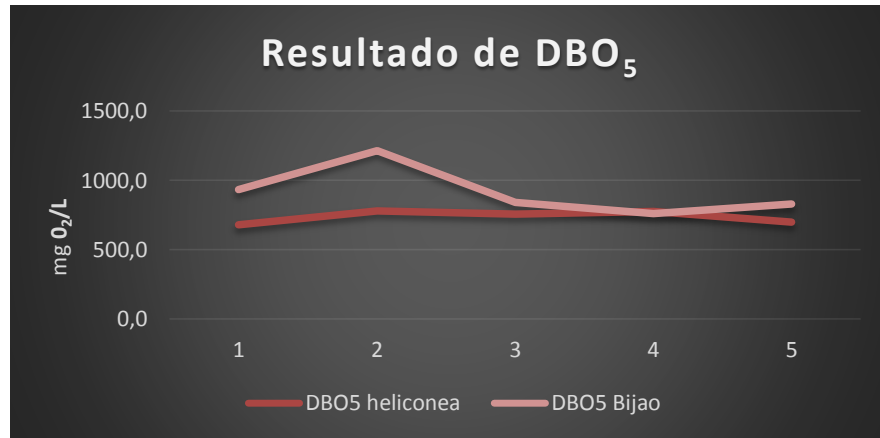 Resultado de DBO₅
1500,0
1000,0
500,0
0,0
mg 0₂/L
1 2 3 4 5
DBO5 heliconea DBO5 Bijao